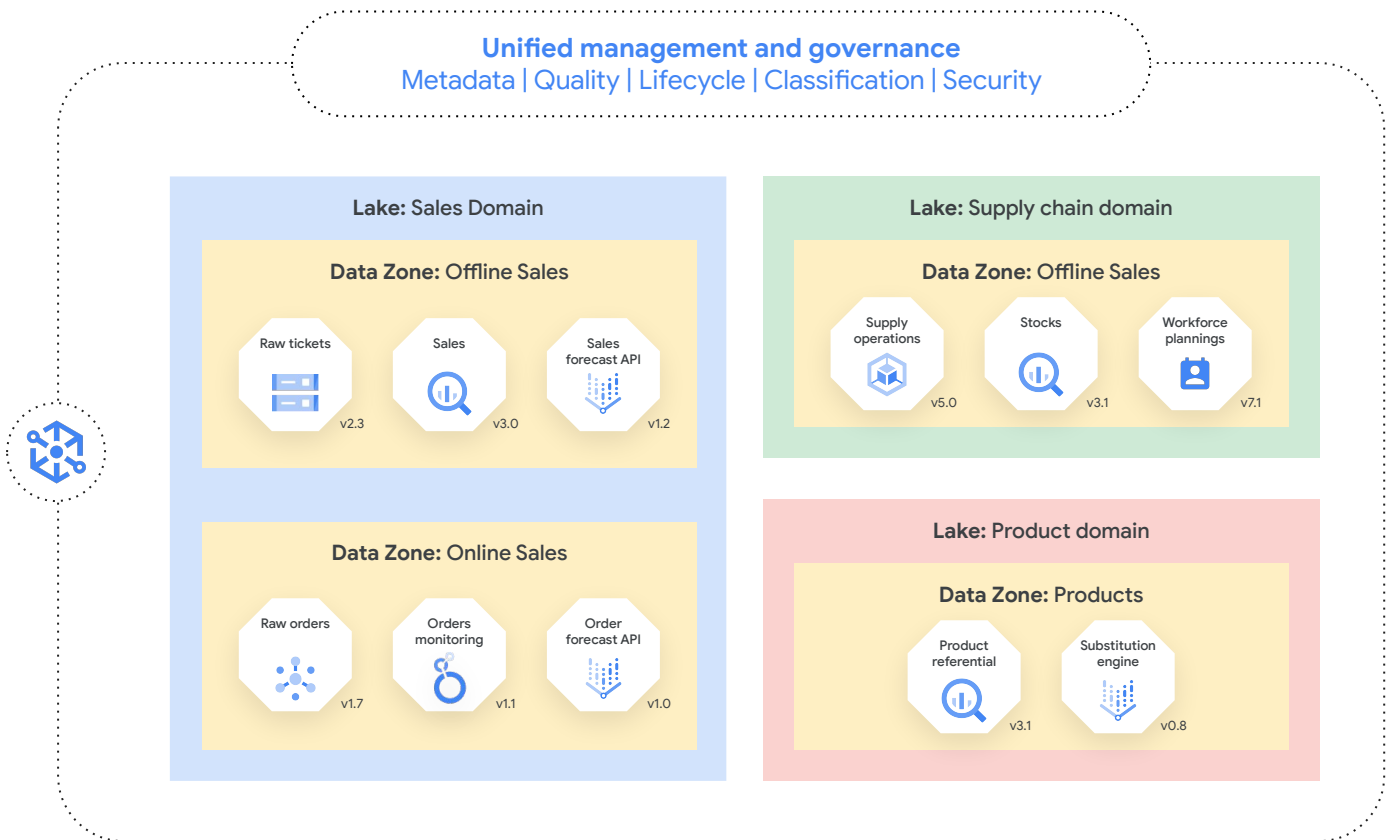 Unified management and governance
Metadata | Quality | Lifecycle | Classification | Security
Lake: Sales Domain
Data Zone: Offline Sales
Raw tickets
v2.3
Sales
v3.0
Sales
forecast API
v1.2
Data Zone: Online Sales
Raw orders
v1.7
Orders
monitoring
v1.1
Order
forecast API
v1.0
Lake: Supply chain domain
Data Zone: Offline Sales
Supply
operations
v5.0
Stocks
v3.1
Workforce
plannings
v7.1
Lake: Product domain
Data Zone: Products
Product
referential
v3.1
Substitution
engine
v0.8